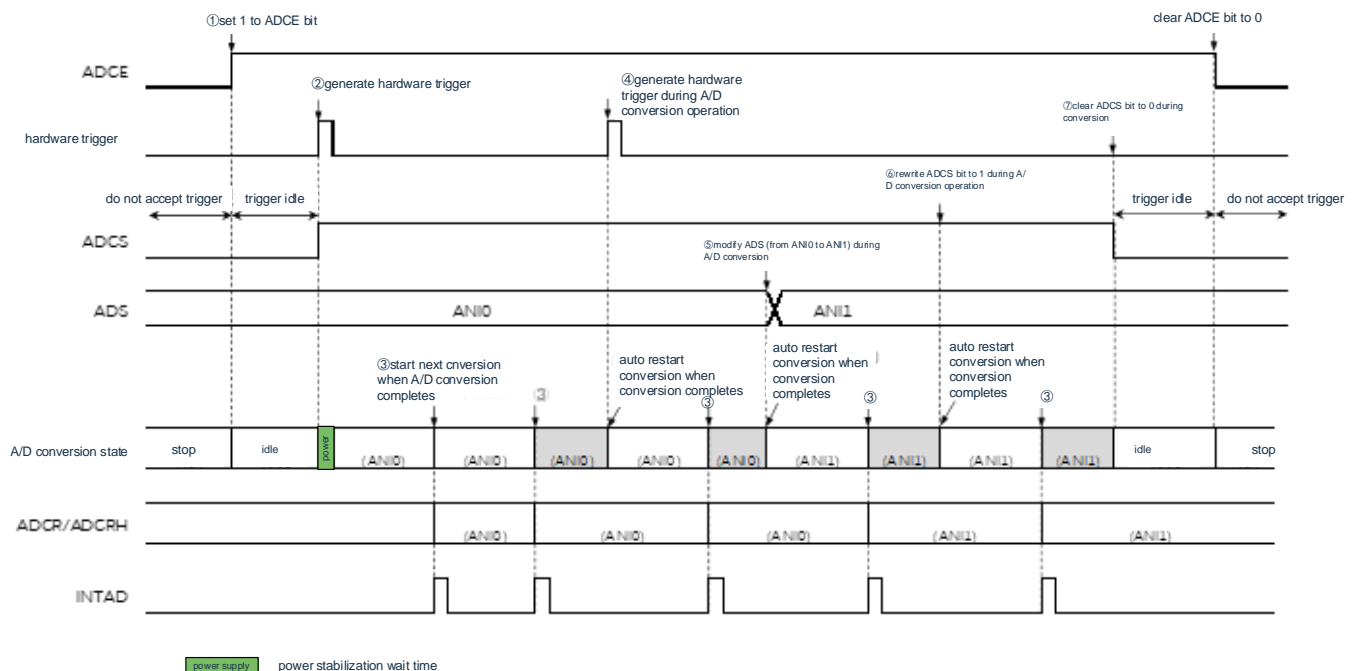 ①set 1 to ADCE bit
clear ADCE bit to 0
ADCE
②generate hardware trigger
④generate hardware
trigger during A/D
conversion operation
⑦clear ADCS bit to 0 during
conversion
hardware trigger
⑥rewrite ADCS bit to 1 during A/
D conversion operation
do not accept trigger
trigger idle
trigger idle
do not accept trigger
ADCS
⑤modify ADS (from ANI0 to ANI1) during
A/D conversion
ADS
ANI0
ANI1
③start next cnversion
when A/D conversion
completes
③
auto restart
conversion when
conversion completes
③
auto restart
conversion when
conversion
completes
③
auto restart
conversion when
conversion
completes
③
A/D conversion state
stop
idle
power
(ANI0)
(ANI0)
(ANI0)
(ANI0)
(ANI0)
(ANI1)
(ANI1)
(ANI1)
(ANI1)
idle
stop
ADCR/ADCRH
(ANI0)
(ANI0)
(ANI0)
(ANI1)
(ANI1)
INTAD
power supply
power stabilization wait time